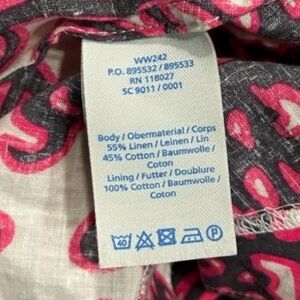 WW242
P.O. 895532 / 895533
RN 118027
SC 9011 / 0001
Body / Obermaterial / Corps
55% Linen / Leinen / Lin
45% Cotton / Baumwolle /
Coton
Lining / Futter / Doublure
100% Cotton / Baumwolle /
Coton
40 P